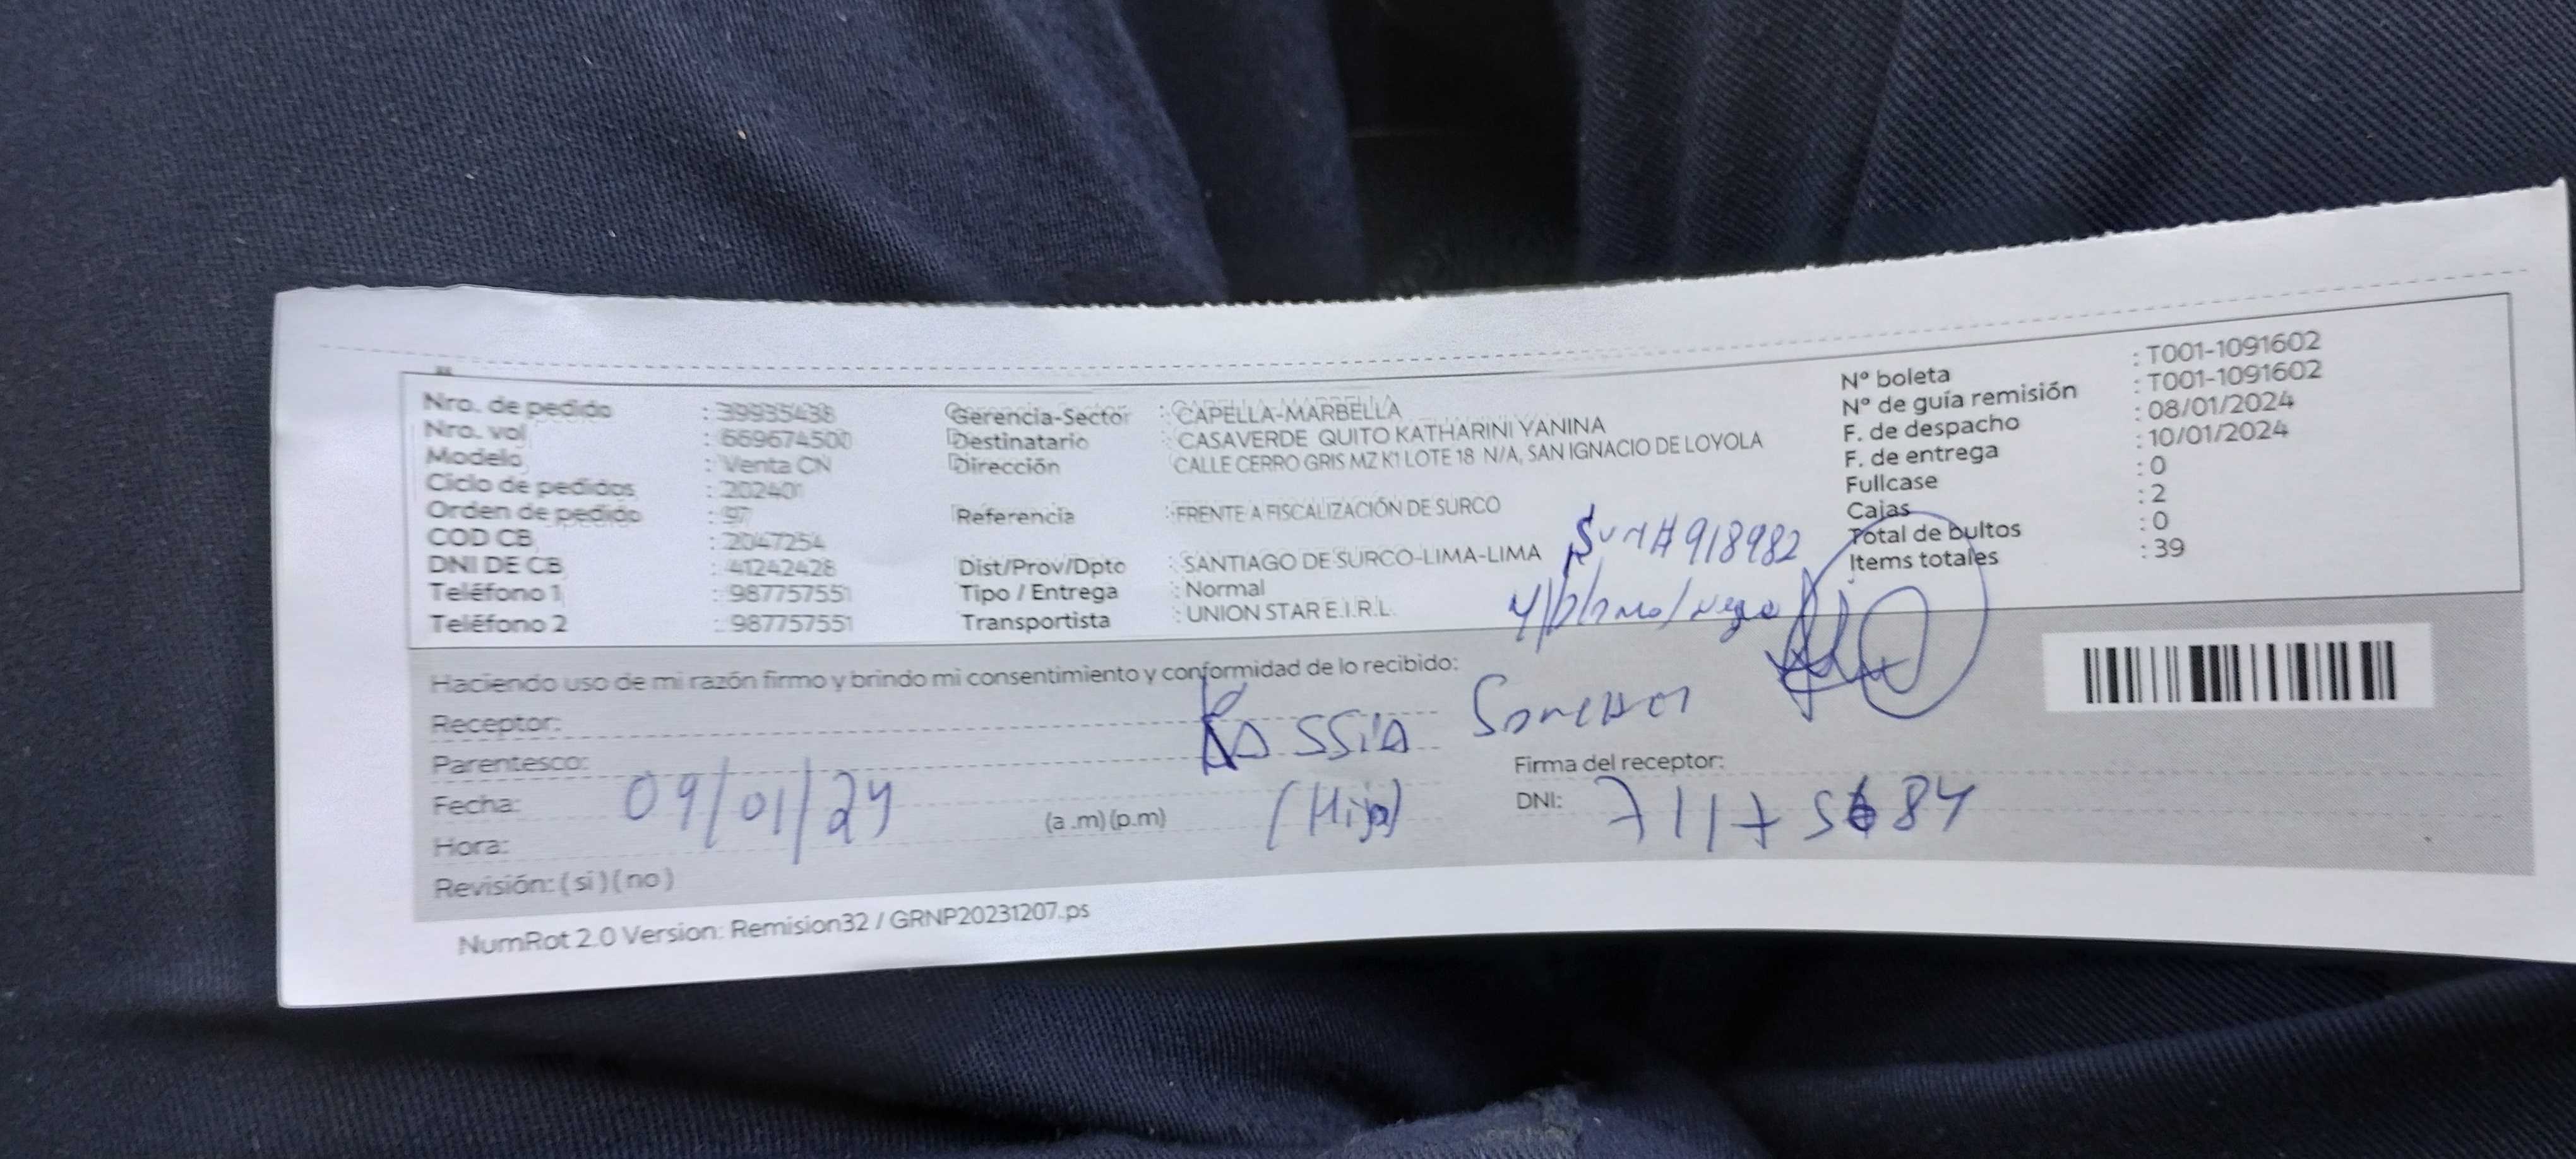 Nro. de pedido : 39935438
Nro. vol : 669674500
Modelo : Venta CN
Ciclo de pedidos : 202401
Orden de pedido : 97
COD CB : 2047254
DNI DE CB : 41242428
Teléfono 1 : 987757551
Teléfono 2 : 987757551
Gerencia-Sector : CAPELLA-MARBELLA
Destinatario : CASAVERDE QUITO KATHARINI YANINA
Dirección : CALLE CERRO GRIS MZ K1 LOTE 18 N/A, SAN IGNACIO DE LOYOLA
Referencia : FRENTE A FISCALIZACIÓN DE SURCO
Dist/Prov/Dpto : SANTIAGO DE SURCO-LIMA-LIMA
Tipo / Entrega : Normal
Transportista : UNION STAR E.I.R.L.
Nº boleta : T001-1091602
Nº de guía remisión : T001-1091602
F. de despacho : 08/01/2024
F. de entrega : 10/01/2024
Fullcase : 0
Cajas : 2
Total de bultos : 0
Items totales : 39
# 918982
Haciendo uso de mi razón firmo y brindo mi consentimiento y conformidad de lo recibido:
Receptor: KASSIA
Parentesco: (Hija)
Fecha: 09/01/24
Hora: (a .m) (p.m)
Revisión: ( si ) ( no )
Firma del receptor:
DNI: 71175684
NumRot 2.0 Version: Remision32 / GRNP20231207.ps